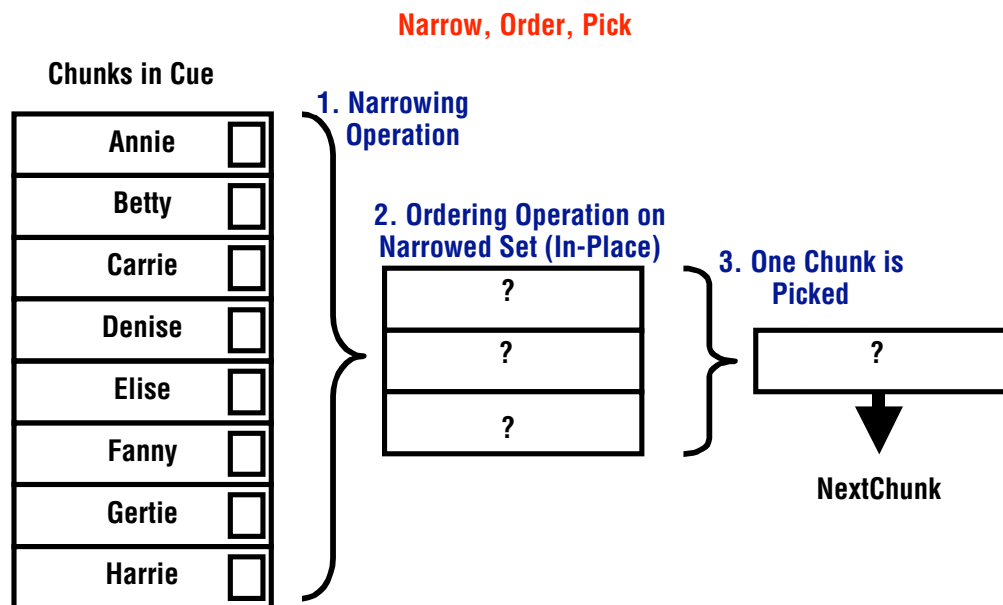 Narrow, Order, Pick
Chunks in Cue
Annie
Betty
Carrie
Denise
Elise
Fanny
Gertie
Harrie
1. Narrowing
Operation
2. Ordering Operation on
Narrowed Set (In-Place)
?
?
?
3. One Chunk is
Picked
?
NextChunk